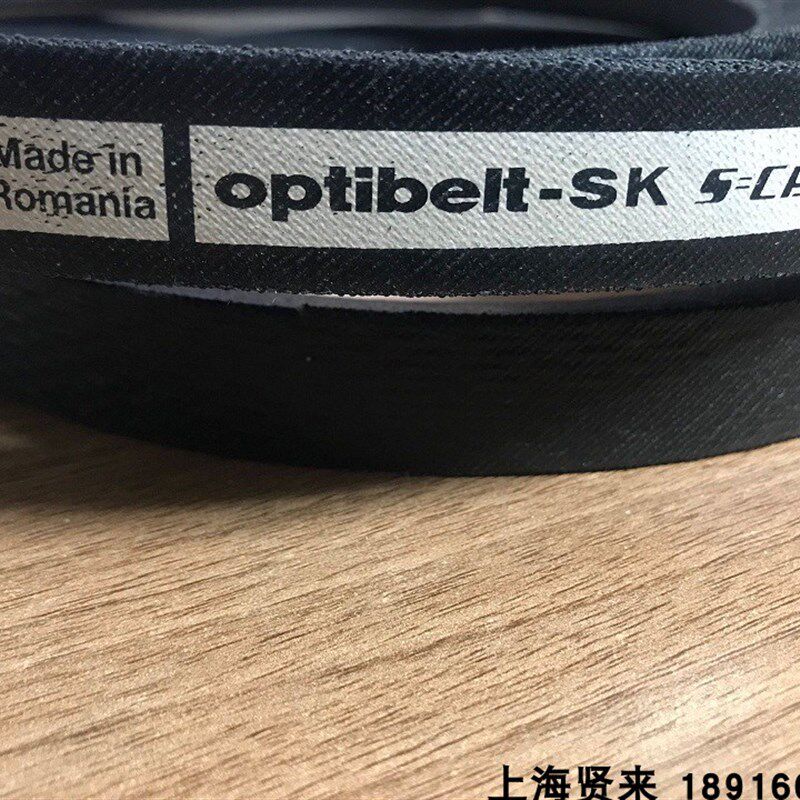 Made in
Romania
optibelt-SK S=C
上海贤来 18916